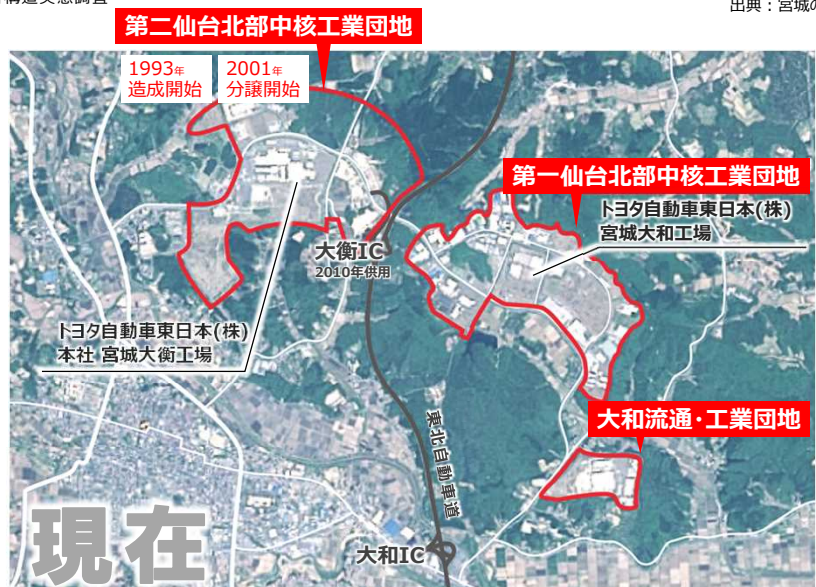 出典：宮城の
第二仙台北部中核工業団地
1993年
造成開始
2001年
分譲開始
第一仙台北部中核工業団地
トヨタ自動車東日本(株)
宮城大和工場
大衡IC
2010年供用
トヨタ自動車東日本(株)
本社 宮城大衡工場
大和流通・工業団地
東北自動車道
現在
大和IC